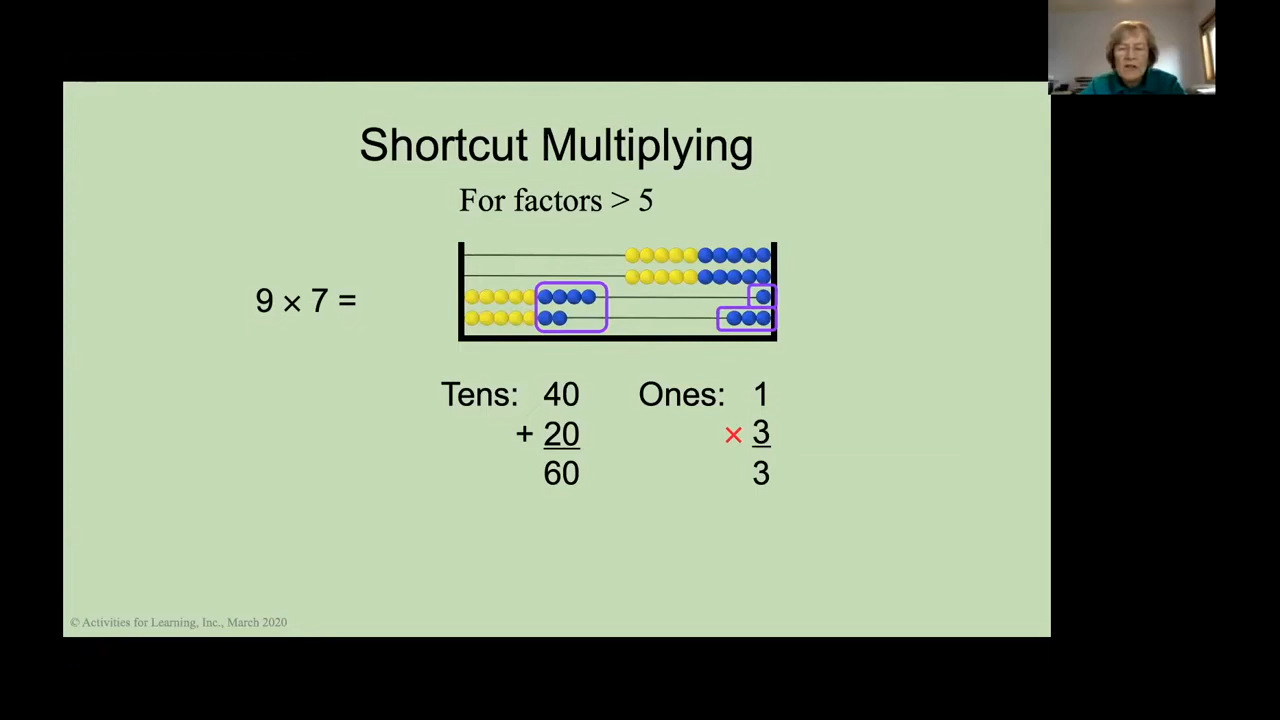 Shortcut Multiplying
For factors > 5
9 × 7 =
Tens: 40 Ones: 1
+ 20 × 3
60 3
© Activities for Learning, Inc., March 2020